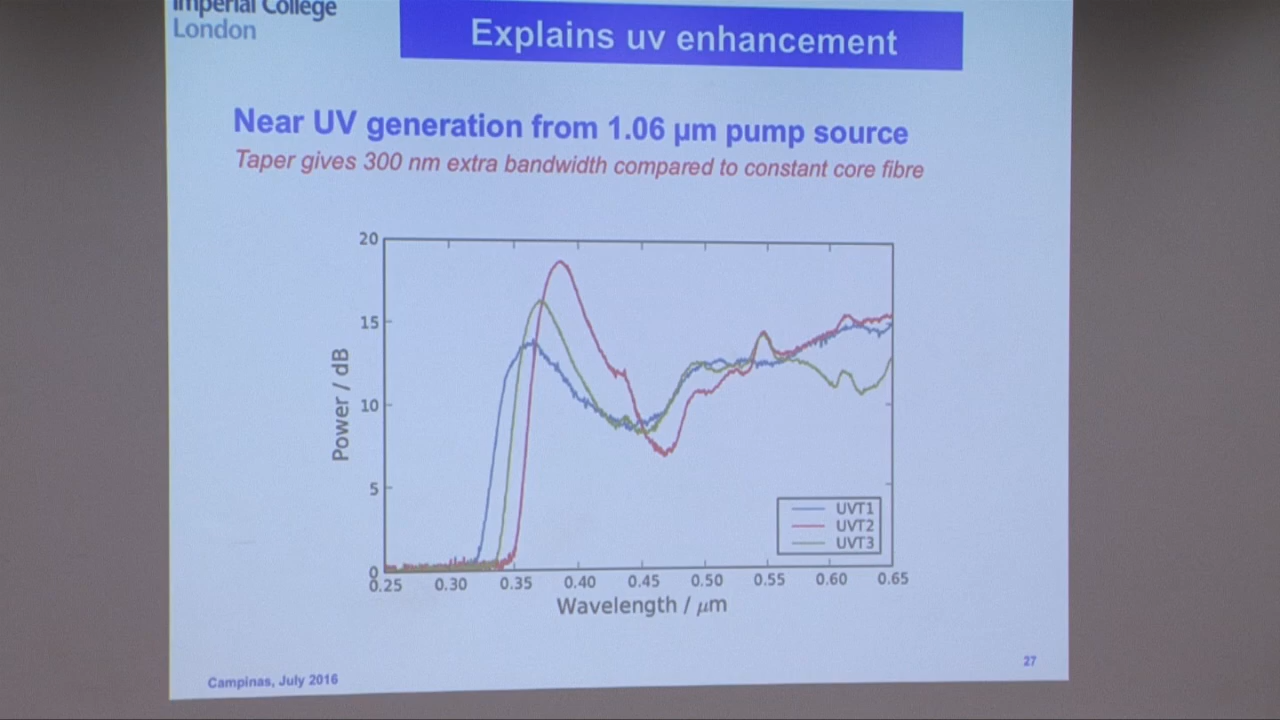 Imperial College
London
Explains uv enhancement
Near UV generation from 1.06 µm pump source
Taper gives 300 nm extra bandwidth compared to constant core fibre
20
15
10
5
0
Power / dB
UVT1
UVT2
UVT3
0.25 0.30 0.35 0.40 0.45 0.50 0.55 0.60 0.65
Wavelength / µm
27
Campinas, July 2016